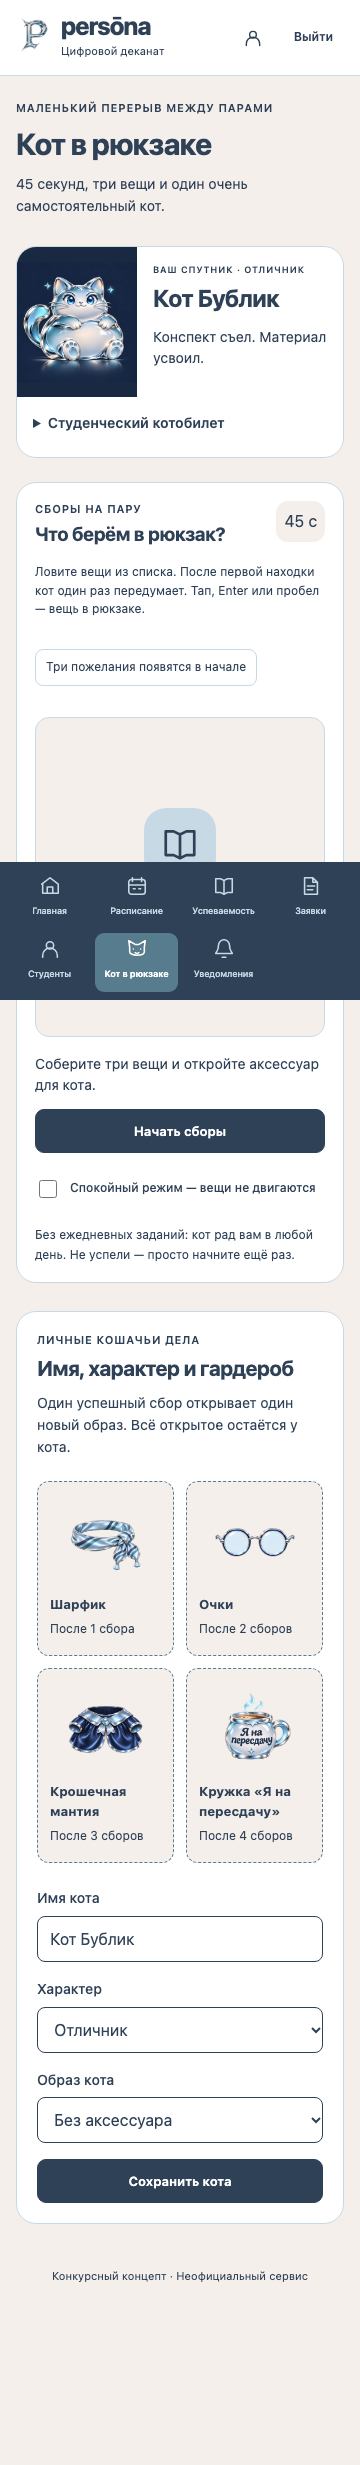 persōna
Цифровой деканат
Выйти
МАЛЕНЬКИЙ ПЕРЕРЫВ МЕЖДУ ПАРАМИ
Кот в рюкзаке
45 секунд, три вещи и один очень
самостоятельный кот.
ВАШ СПУТНИК · ОТЛИЧНИК
Кот Бублик
Конспект съел. Материал
усвоил.
Студенческий котобилет
СБОРЫ НА ПАРУ
Что берём в рюкзак?
45 с
Ловите вещи из списка. После первой находки
кот один раз передумает. Тап, Enter или пробел
— вещь в рюкзаке.
Три пожелания появятся в начале
Главная
Расписание
Успеваемость
Заявки
Студенты
Кот в рюкзаке
Уведомления
Соберите три вещи и откройте аксессуар
для кота.
Начать сборы
Спокойный режим — вещи не двигаются
Без ежедневных заданий: кот рад вам в любой
день. Не успели — просто начните ещё раз.
ЛИЧНЫЕ КОШАЧЬИ ДЕЛА
Имя, характер и гардероб
Один успешный сбор открывает один
новый образ. Всё открытое остаётся у
кота.
Шарфик
После 1 сбора
Очки
После 2 сборов
Крошечная
мантия
После 3 сборов
Я на
пересдачу
Кружка «Я на
пересдачу»
После 4 сборов
Имя кота
Кот Бублик
Характер
Отличник
Образ кота
Без аксессуара
Сохранить кота
Конкурсный концепт · Неофициальный сервис